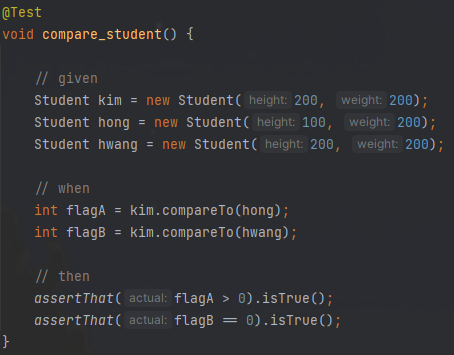 @Test
void compare_student() {
// given
Student kim = new Student( height: 200, weight: 200);
Student hong = new Student( height: 100, weight: 200);
Student hwang = new Student( height: 200, weight: 200);
// when
int flagA = kim.compareTo(hong);
int flagB = kim.compareTo(hwang);
// then
assertThat( actual: flagA > 0).isTrue();
assertThat( actual: flagB == 0).isTrue();
}